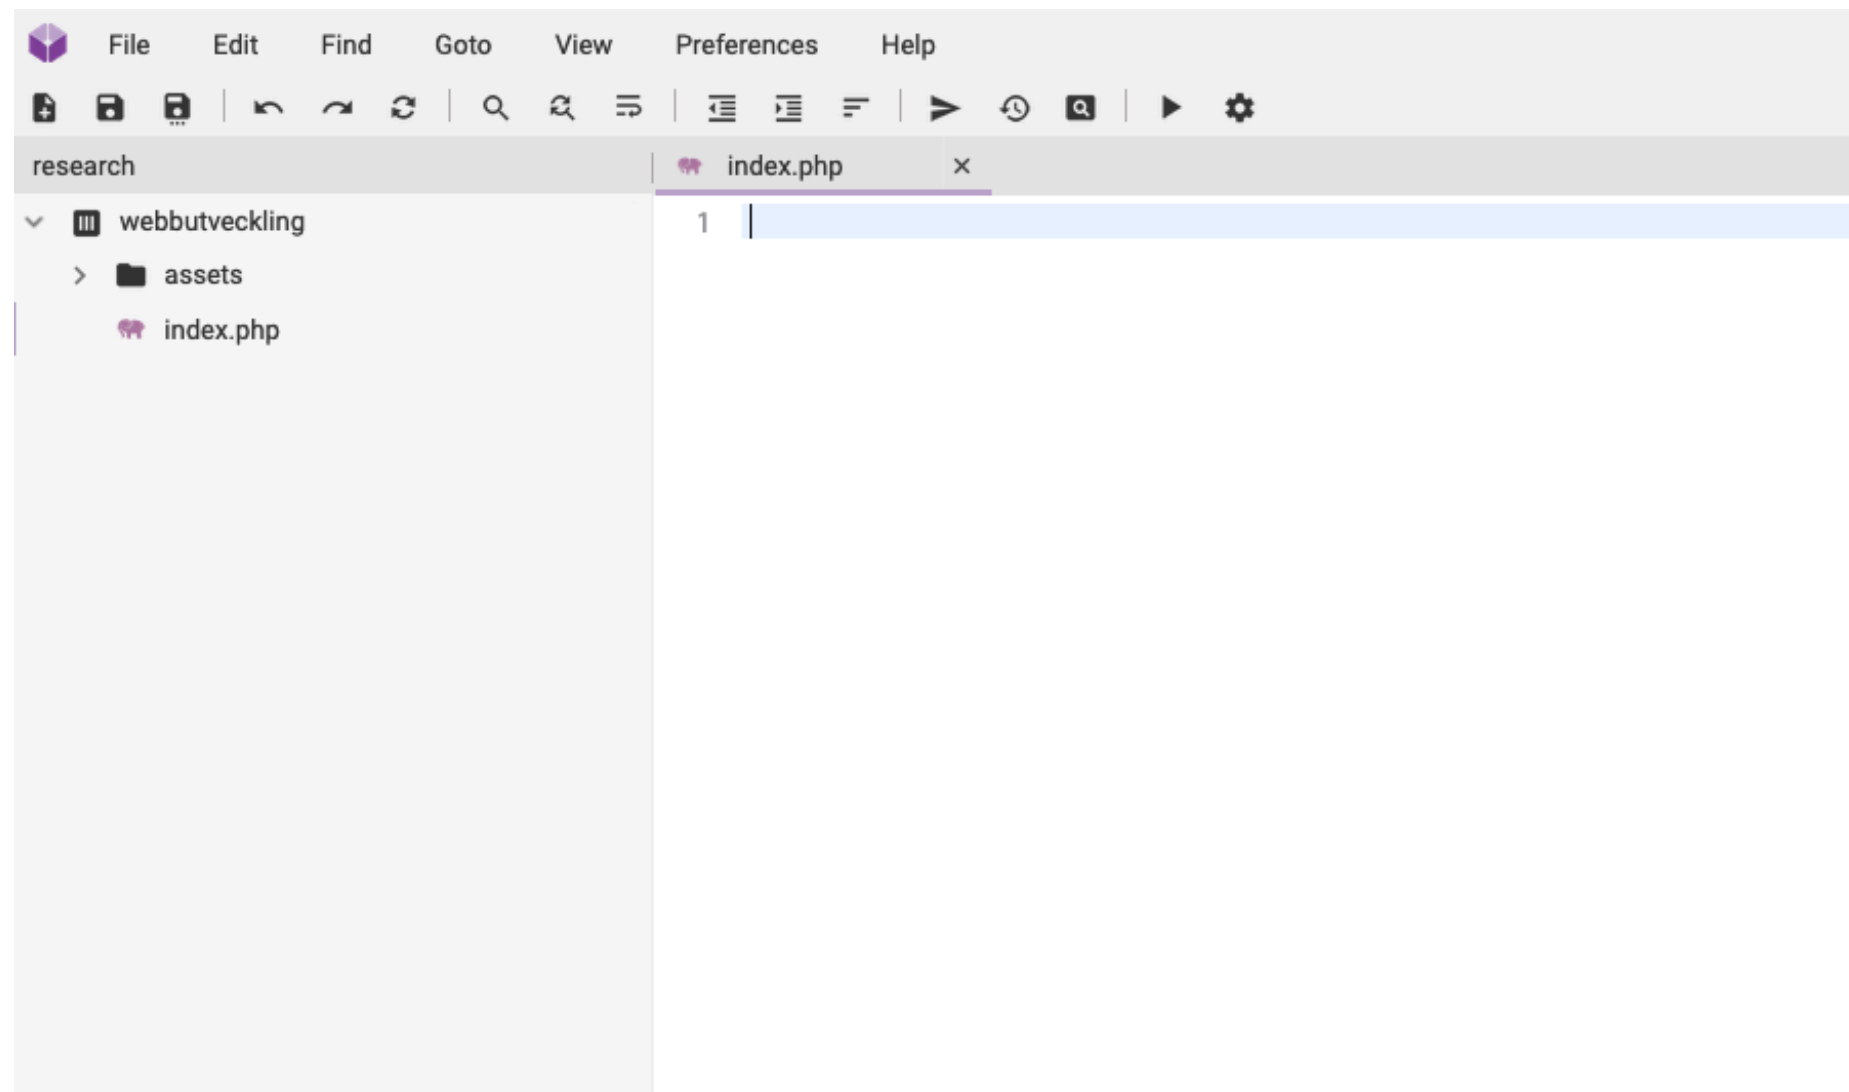 File Edit Find Goto View Preferences Help
research
index.php
webbutveckling
assets
index.php
1